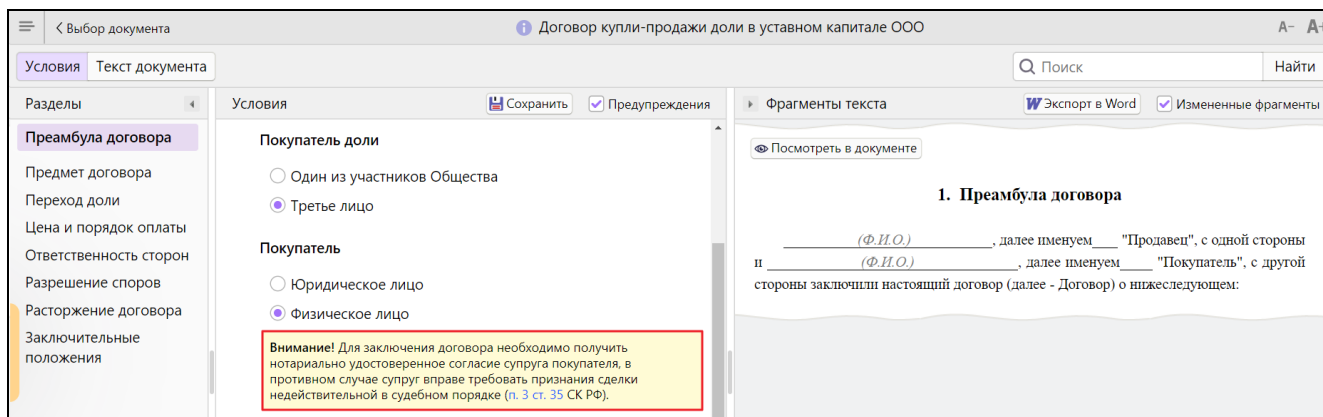 < Выбор документа
Договор купли-продажи доли в уставном капитале ООО
A− A+
Условия Текст документа
Поиск Найти
Разделы
Преамбула договора
Предмет договора
Переход доли
Цена и порядок оплаты
Ответственность сторон
Разрешение споров
Расторжение договора
Заключительные
положения
Условия Сохранить Предупреждения
Покупатель доли
Один из участников Общества
Третье лицо
Покупатель
Юридическое лицо
Физическое лицо
Внимание! Для заключения договора необходимо получить
нотариально удостоверенное согласие супруга покупателя, в
противном случае супруг вправе требовать признания сделки
недействительной в судебном порядке (п. 3 ст. 35 СК РФ).
Фрагменты текста W Экспорт в Word Измененные фрагменты
Посмотреть в документе
1. Преамбула договора
(Ф.И.О.) , далее именуем____ "Продавец", с одной стороны
и (Ф.И.О.) , далее именуем_____ "Покупатель", с другой
стороны заключили настоящий договор (далее - Договор) о нижеследующем: